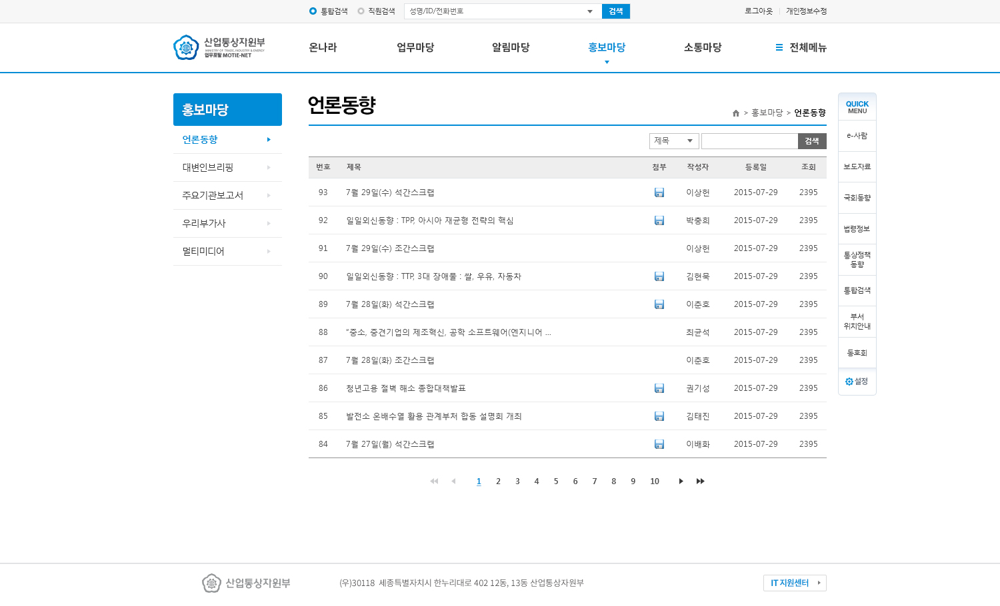 통합검색 직원검색 성명/ID/전화번호 검색 로그아웃 개인정보수정
산업통상자원부
MINISTRY OF TRADE, INDUSTRY & ENERGY
업무포탈 MOTIE-NET
온나라 업무마당 알림마당 홍보마당 소통마당 전체메뉴
홍보마당
언론동향
대변인브리핑
주요기관보고서
우리부가사
멀티미디어
언론동향
> 홍보마당 > 언론동향
제목 검색
번호 제목 첨부 작성자 등록일 조회
93 7월 29일(수) 석간스크랩 이상헌 2015-07-29 2395
92 일일외신동향 : TPP, 아시아 재균형 전략의 핵심 박충희 2015-07-29 2395
91 7월 29일(수) 조간스크랩 이상헌 2015-07-29 2395
90 일일외신동향 : TTP, 3대 장애물 : 쌀, 우유, 자동차 김현묵 2015-07-29 2395
89 7월 28일(화) 석간스크랩 이춘호 2015-07-29 2395
88 “중소, 중견기업의 제조혁신, 공학 소프트웨어(엔지니어 ... 최균석 2015-07-29 2395
87 7월 28일(화) 조간스크랩 이춘호 2015-07-29 2395
86 청년고용 절벽 해소 종합대책발표 권기성 2015-07-29 2395
85 발전소 온배수열 활용 관계부처 합동 설명회 개최 김태진 2015-07-29 2395
84 7월 27일(월) 석간스크랩 이배화 2015-07-29 2395
1 2 3 4 5 6 7 8 9 10
QUICK
MENU
e-사람
보도자료
국회동향
법령정보
통상정책
동향
통합검색
부서
위치안내
동호회
설정
산업통상자원부 (우)30118 세종특별자치시 한누리대로 402 12동, 13동 산업통상자원부 IT 지원센터